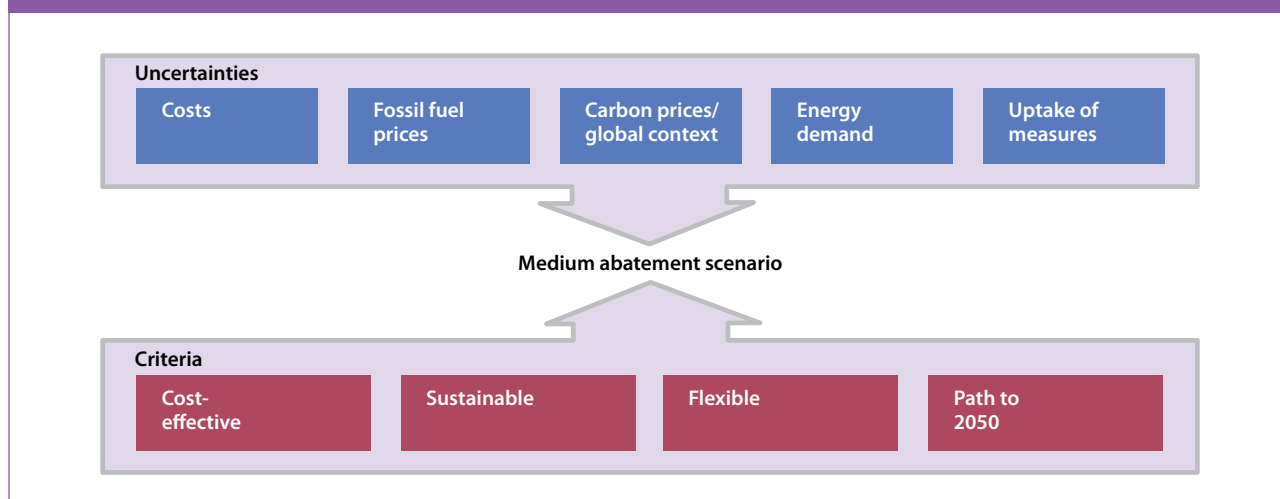 Uncertainties
Costs
Fossil fuel
prices
Carbon prices/
global context
Energy
demand
Uptake of
measures
Medium abatement scenario
Criteria
Cost-
effective
Sustainable
Flexible
Path to
2050